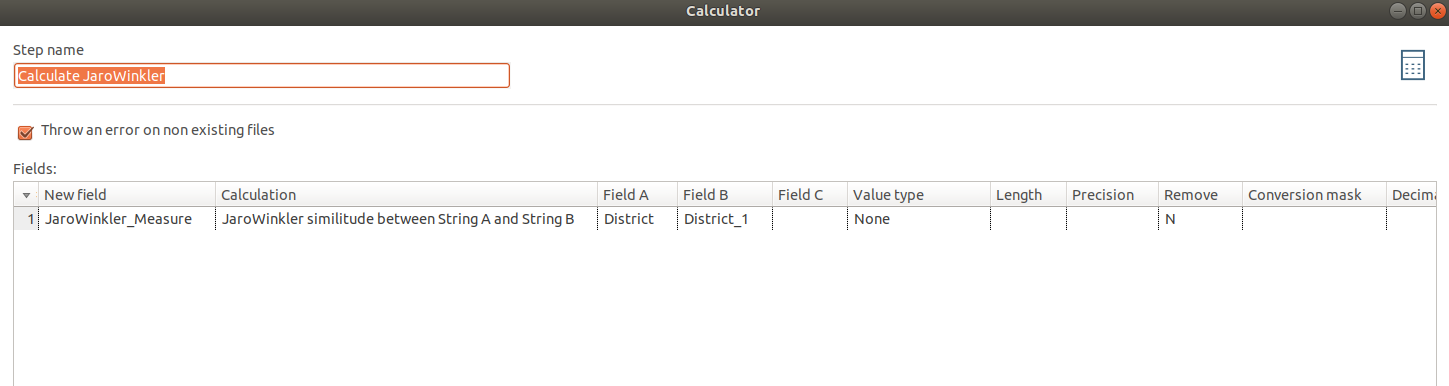 Calculator
Step name
Calculate JaroWinkler
Throw an error on non existing files
Fields:
New field Calculation Field A Field B Field C Value type Length Precision Remove Conversion mask Decima
1 JaroWinkler_Measure JaroWinkler similitude between String A and String B District District_1 None N